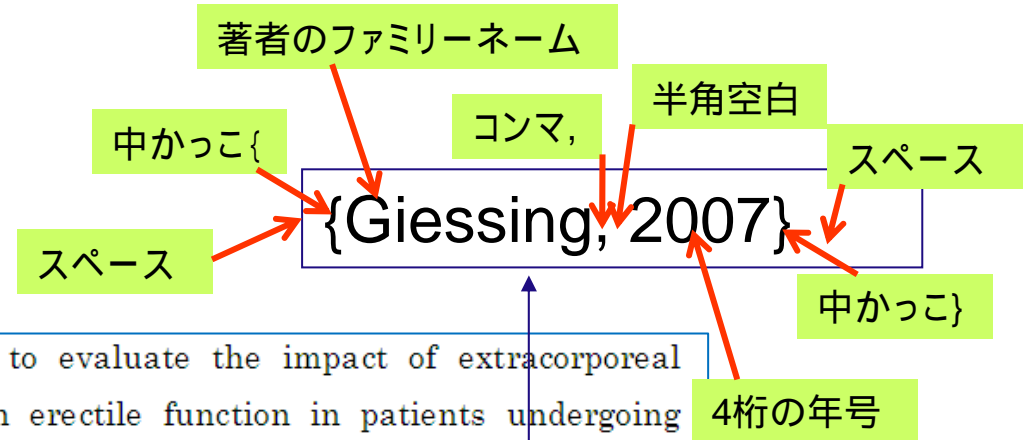 著者のファミリーネーム
半角空白
コンマ,
中かっこ{
スペース
{Giessing, 2007}
スペース
中かっこ}
to evaluate the impact of extracorporeal
erectile function in patients undergoing
4桁の年号